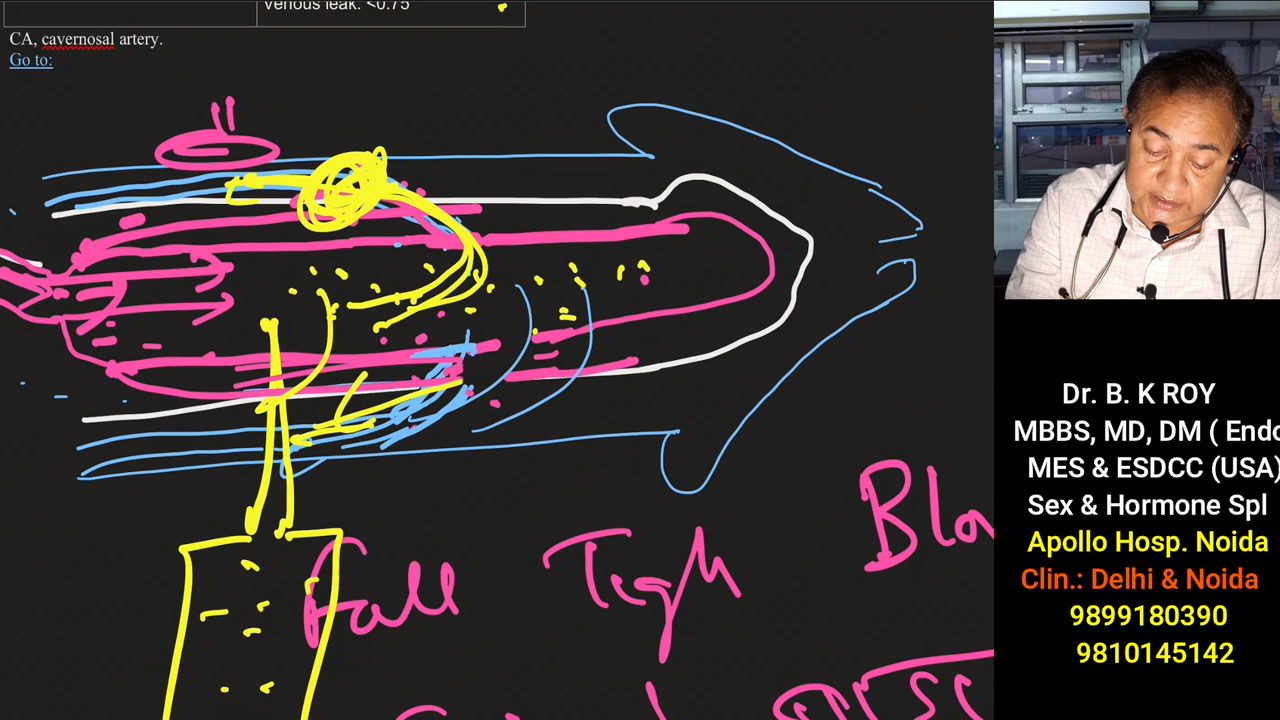 Venous leak: <0.75
CA, cavernosal artery.
Go to:
Blo
Fall
Tigh
Dr. B. K ROY
MBBS, MD, DM ( Endo
MES & ESDCC (USA)
Sex & Hormone Spl
Apollo Hosp. Noida
Clin.: Delhi & Noida
9899180390
9810145142